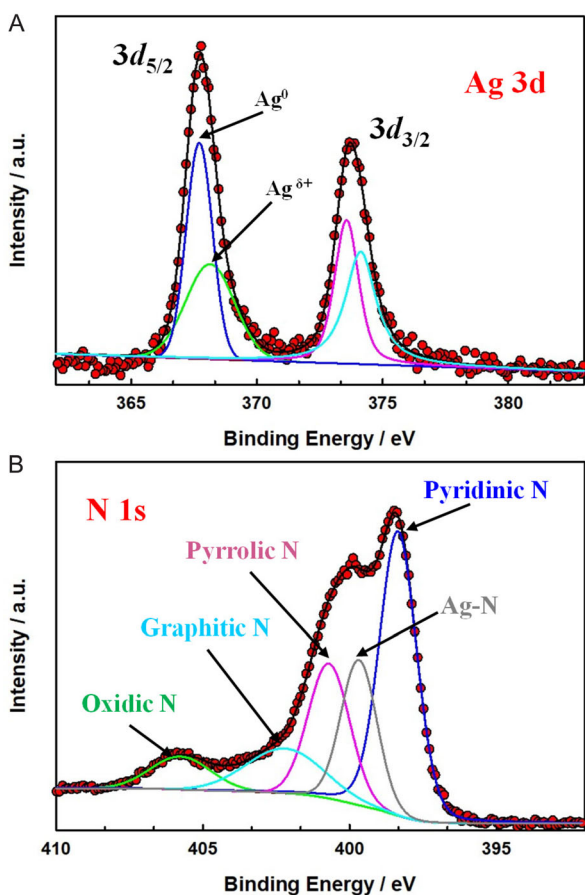 A
3d5/2
Ag 3d
Ag0
3d3/2
Agδ+
Intensity / a.u.
365 370 375 380
Binding Energy / eV
B
N 1s
Pyridinic N
Pyrrolic N
Ag-N
Graphitic N
Oxidic N
Intensity / a.u.
410 405 400 395
Binding Energy / eV